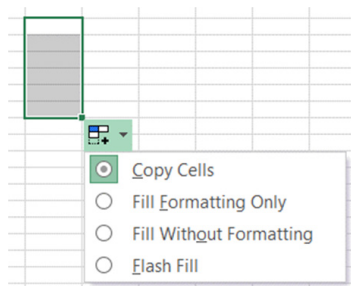 Copy Cells
Fill Formatting Only
Fill Without Formatting
Flash Fill